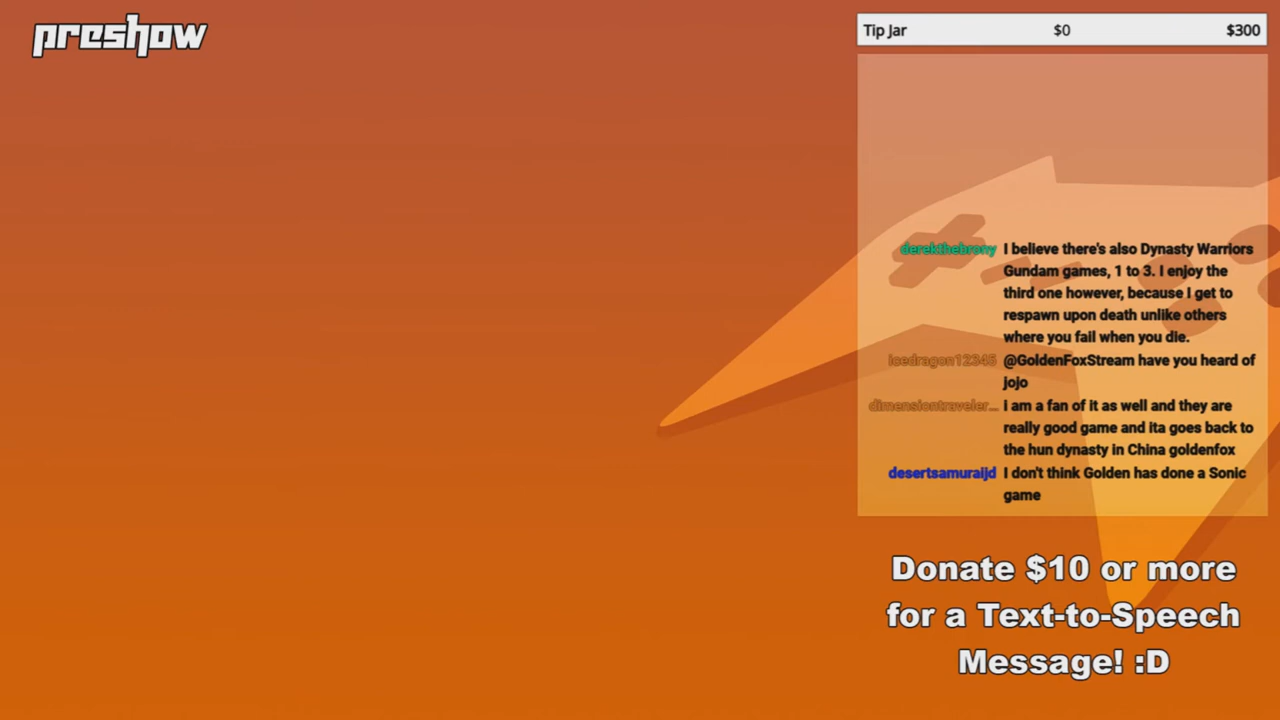 preshow
Tip Jar $0 $300
derekthebrony I believe there's also Dynasty Warriors
Gundam games, 1 to 3. I enjoy the
third one however, because I get to
respawn upon death unlike others
where you fail when you die.
icedragon12345 @GoldenFoxStream have you heard of
jojo
dimensiontraveler... i am a fan of it as well and they are
really good game and ita goes back to
the hun dynasty in China goldenfox
desertsamuraijd I don't think Golden has done a Sonic
game
Donate $10 or more
for a Text-to-Speech
Message! :D